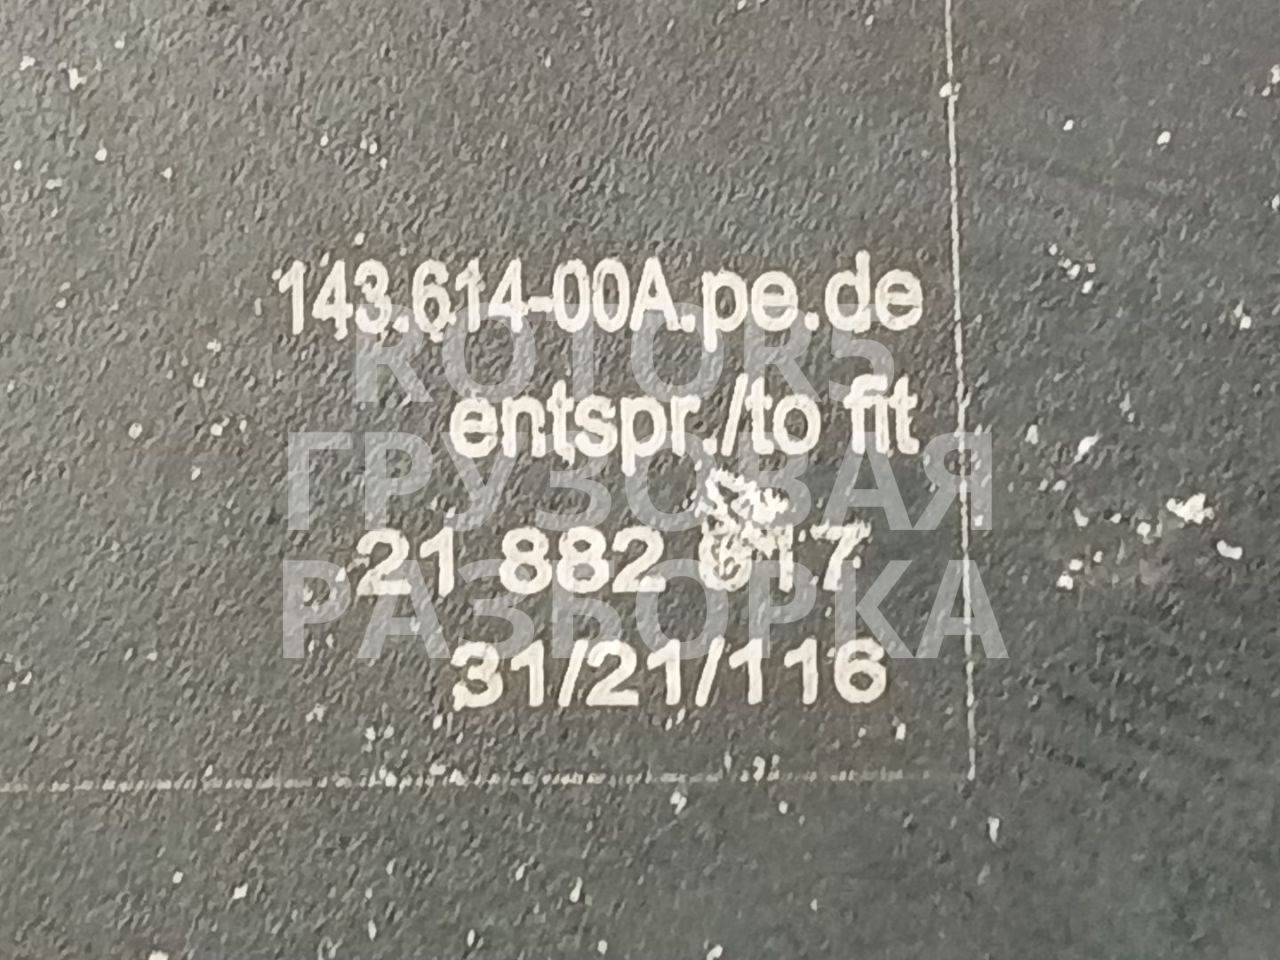 143.614-00A.pe.de
ROTORS
entspr./to fit
ГРУЗОВАЯ
21 882 617
РАЗБОРКА
31/21/116